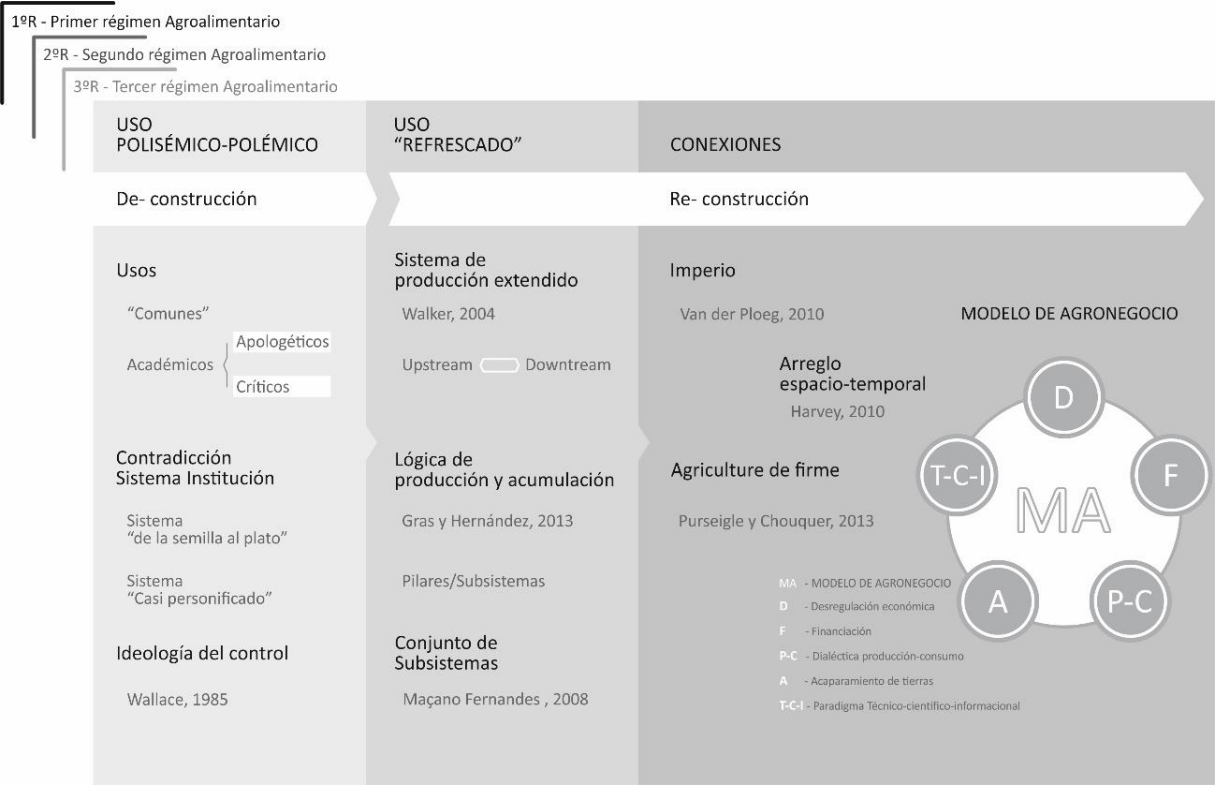 1ºR - Primer régimen Agroalimentario
2ºR - Segundo régimen Agroalimentario
3ºR - Tercer régimen Agroalimentario
USO
POLISÉMICO-POLÉMICO
USO
“REFRESCADO”
CONEXIONES
De- construcción
Re- construcción
Usos
“Comunes”
Académicos
Apologéticos
Críticos
Contradicción
Sistema Institución
Sistema
“de la semilla al plato”
Sistema
“Casi personificado”
Ideología del control
Wallace, 1985
Sistema de
producción extendido
Walker, 2004
Upstream
Downtream
Lógica de
producción y acumulación
Gras y Hernández, 2013
Pilares/Subsistemas
Conjunto de
Subsistemas
Maçano Fernandes , 2008
Imperio
Van der Ploeg, 2010
Arreglo
espacio-temporal
Harvey, 2010
Agriculture de firme
Purseigle y Chouquer, 2013
MODELO DE AGRONEGOCIO
D
T-C-I
F
MA
A
P-C
MA - MODELO DE AGRONEGOCIO
D - Desregulación económica
F - Financiación
P-C - Dialéctica producción-consumo
A - Acaparamiento de tierras
T-C-I - Paradigma Técnico-cientifico-informacional